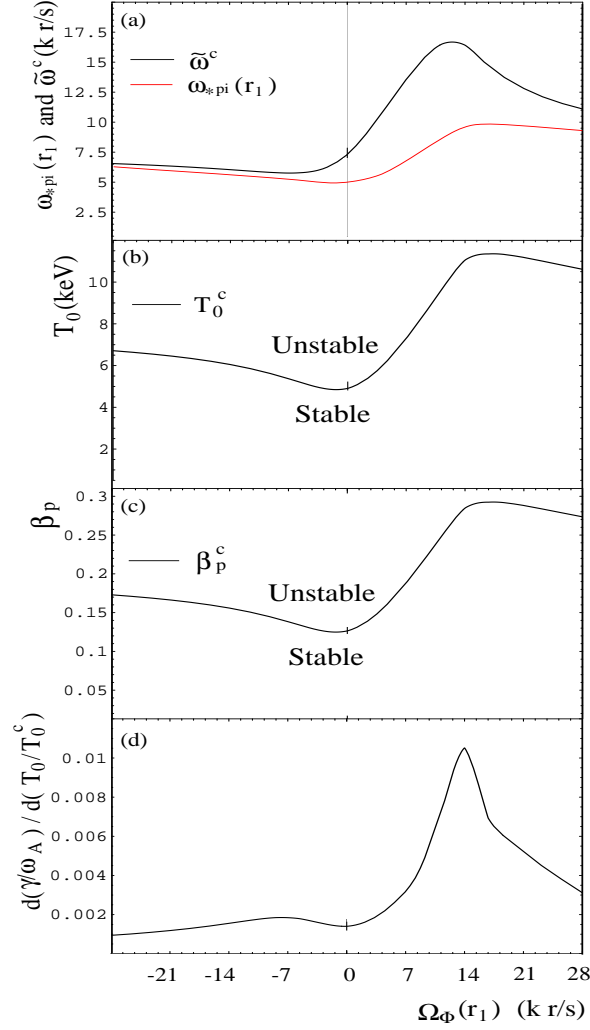 (a)
ω*pi(r1) and ω̃c(k r/s)
17.5
15
12.5
10
7.5
5
2.5
ω̃c
ω*pi(r1)
(b)
T0(keV)
10
8
6
4
2
T0c
Unstable
Stable
(c)
βp
0.3
0.25
0.2
0.15
0.1
0.05
βpc
Unstable
Stable
(d)
d(γ/ωA) / d( T0/T0c)
0.01
0.008
0.006
0.004
0.002
-21 -14 -7 0 7 14 21 28
ΩΦ(r1) (k r/s)